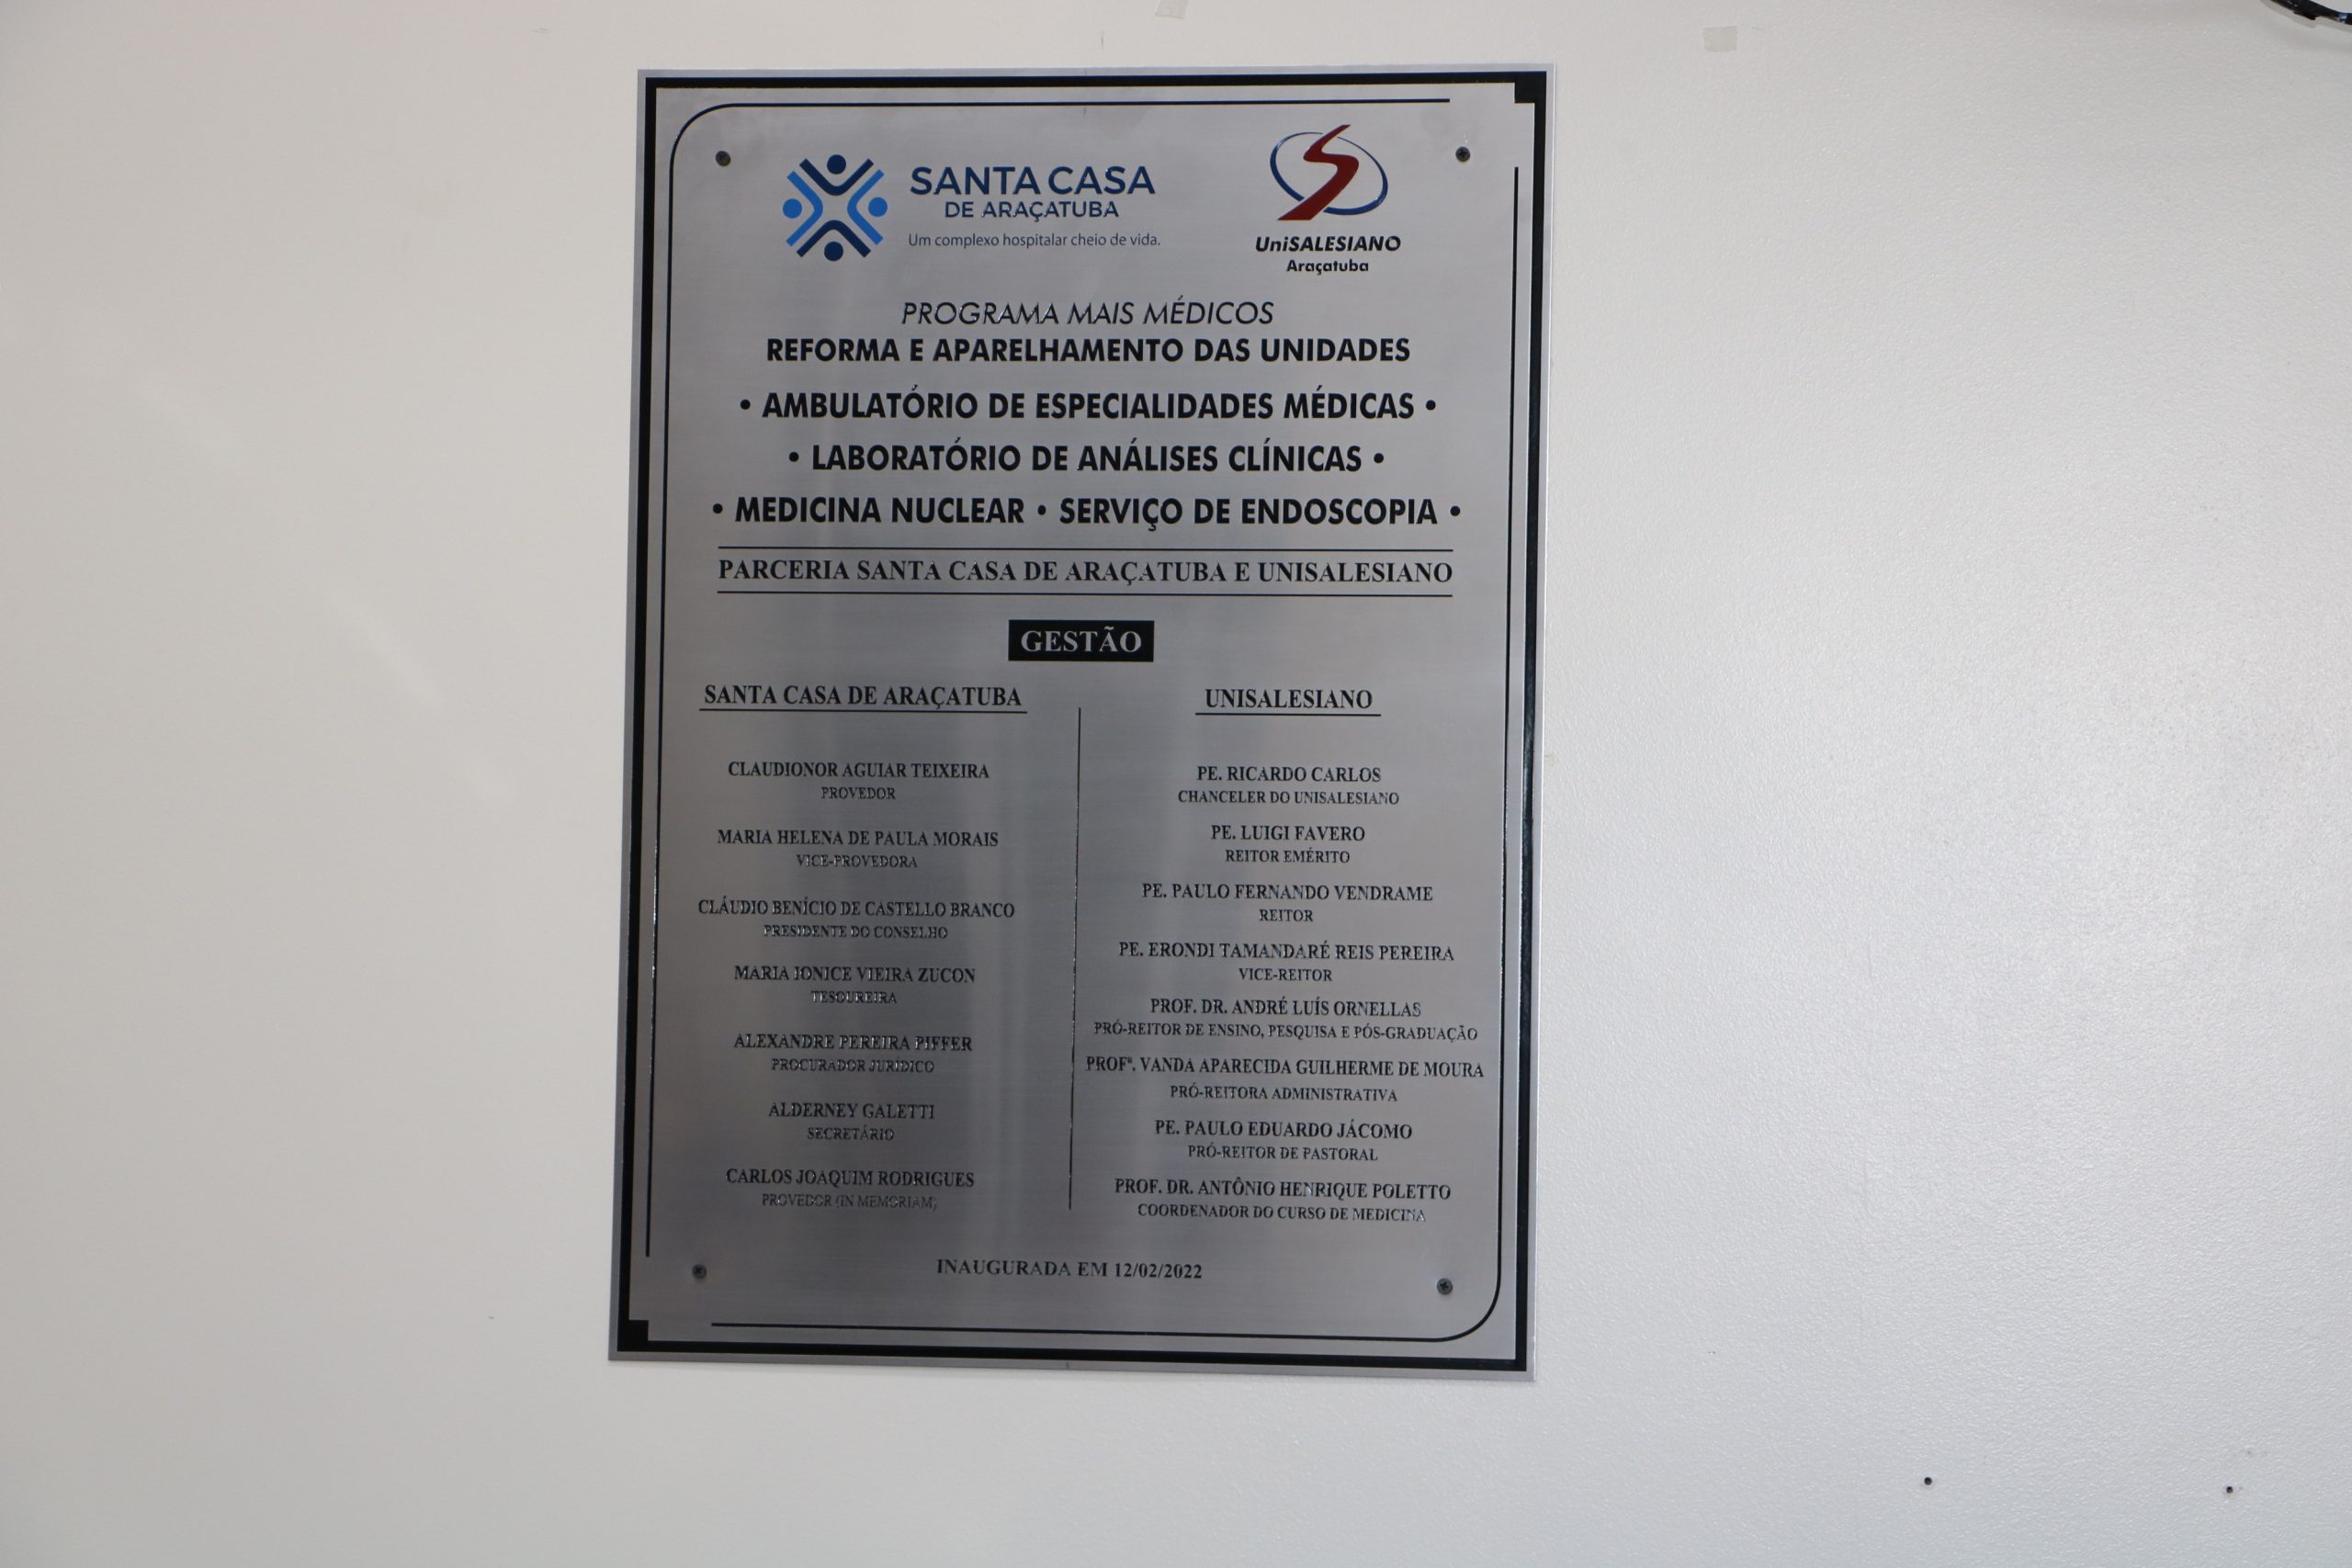 SANTA CASA
DE ARAÇATUBA
Um complexo hospitalar cheio de vida.
UniSALESIANO
Araçatuba
PROGRAMA MAIS MÉDICOS
REFORMA E APARELHAMENTO DAS UNIDADES
• AMBULATÓRIO DE ESPECIALIDADES MÉDICAS •
• LABORATÓRIO DE ANÁLISES CLÍNICAS •
• MEDICINA NUCLEAR • SERVIÇO DE ENDOSCOPIA •
PARCERIA SANTA CASA DE ARAÇATUBA E UNISALESIANO
GESTÃO
SANTA CASA DE ARAÇATUBA
CLAUDIONOR AGUIAR TEIXEIRA
PROVEDOR
MARIA HELENA DE PAULA MORAIS
VICE-PROVEDORA
CLÁUDIO BENÍCIO DE CASTELLO BRANCO
PRESIDENTE DO CONSELHO
MARIA IONICE VIEIRA ZUCON
TESOUREIRA
ALEXANDRE PEREIRA PIFFER
PROCURADOR JURÍDICO
ALDERNEY GALETTI
SECRETÁRIO
CARLOS JOAQUIM RODRIGUES
PROVEDOR (IN MEMORIAM)
UNISALESIANO
PE. RICARDO CARLOS
CHANCELER DO UNISALESIANO
PE. LUIGI FAVERO
REITOR EMÉRITO
PE. PAULO FERNANDO VENDRAME
REITOR
PE. ERONDI TAMANDARÉ REIS PEREIRA
VICE-REITOR
PROF. DR. ANDRÉ LUÍS ORNELLAS
PRÓ-REITOR DE ENSINO, PESQUISA E PÓS-GRADUAÇÃO
PROFª. VANDA APARECIDA GUILHERME DE MOURA
PRÓ-REITORA ADMINISTRATIVA
PE. PAULO EDUARDO JÁCOMO
PRÓ-REITOR DE PASTORAL
PROF. DR. ANTÔNIO HENRIQUE POLETTO
COORDENADOR DO CURSO DE MEDICINA
INAUGURADA EM 12/02/2022